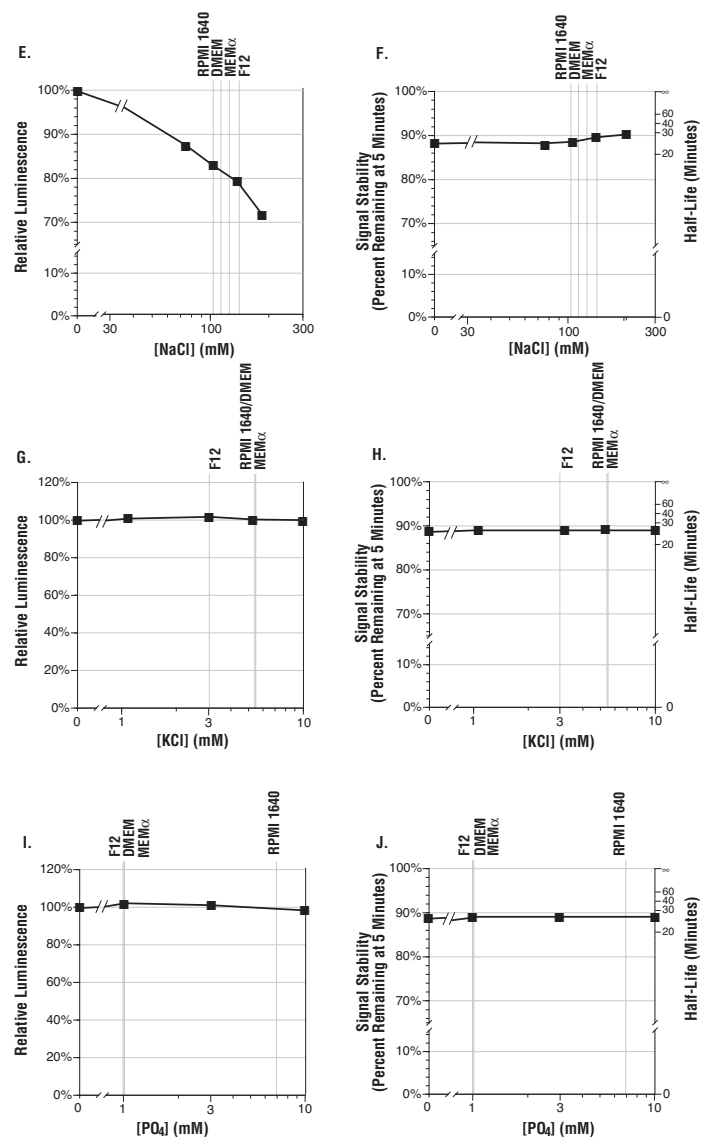 E.
RPMI 1640
DMEM
MEMα
F12
Relative Luminescence
100%
90%
80%
70%
10%
0%
0 30 100 300
[NaCl] (mM)
F.
RPMI 1640
DMEM
MEMα
F12
Signal Stability
(Percent Remaining at 5 Minutes)
100%
90%
80%
70%
10%
0%
∞
60
40
30
20
0
Half-Life (Minutes)
0 30 100 300
[NaCl] (mM)
G.
F12
RPMI 1640/DMEM
MEMα
Relative Luminescence
120%
100%
80%
60%
40%
20%
0%
0 1 3 10
[KCl] (mM)
H.
F12
RPMI 1640/DMEM
MEMα
Signal Stability
(Percent Remaining at 5 Minutes)
100%
90%
80%
70%
10%
0%
∞
60
40
30
20
0
Half-Life (Minutes)
0 1 3 10
[KCl] (mM)
I.
F12
DMEM
MEMα
RPMI 1640
Relative Luminescence
120%
100%
80%
60%
40%
20%
0%
0 1 3 10
[PO4] (mM)
J.
F12
DMEM
MEMα
RPMI 1640
Signal Stability
(Percent Remaining at 5 Minutes)
100%
90%
80%
70%
10%
0%
∞
60
40
30
20
0
Half-Life (Minutes)
0 1 3 10
[PO4] (mM)